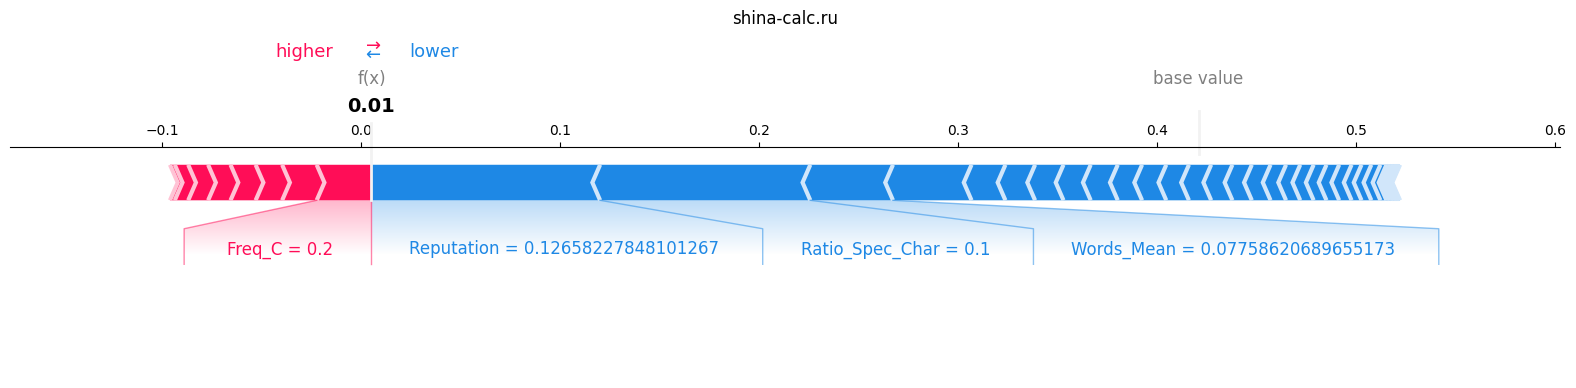 shina-calc.ru
higher ⇄ lower
f(x) base value
0.01
−0.1 0.0 0.1 0.2 0.3 0.4 0.5 0.6
Freq_C = 0.2 Reputation = 0.12658227848101267 Ratio_Spec_Char = 0.1 Words_Mean = 0.07758620689655173